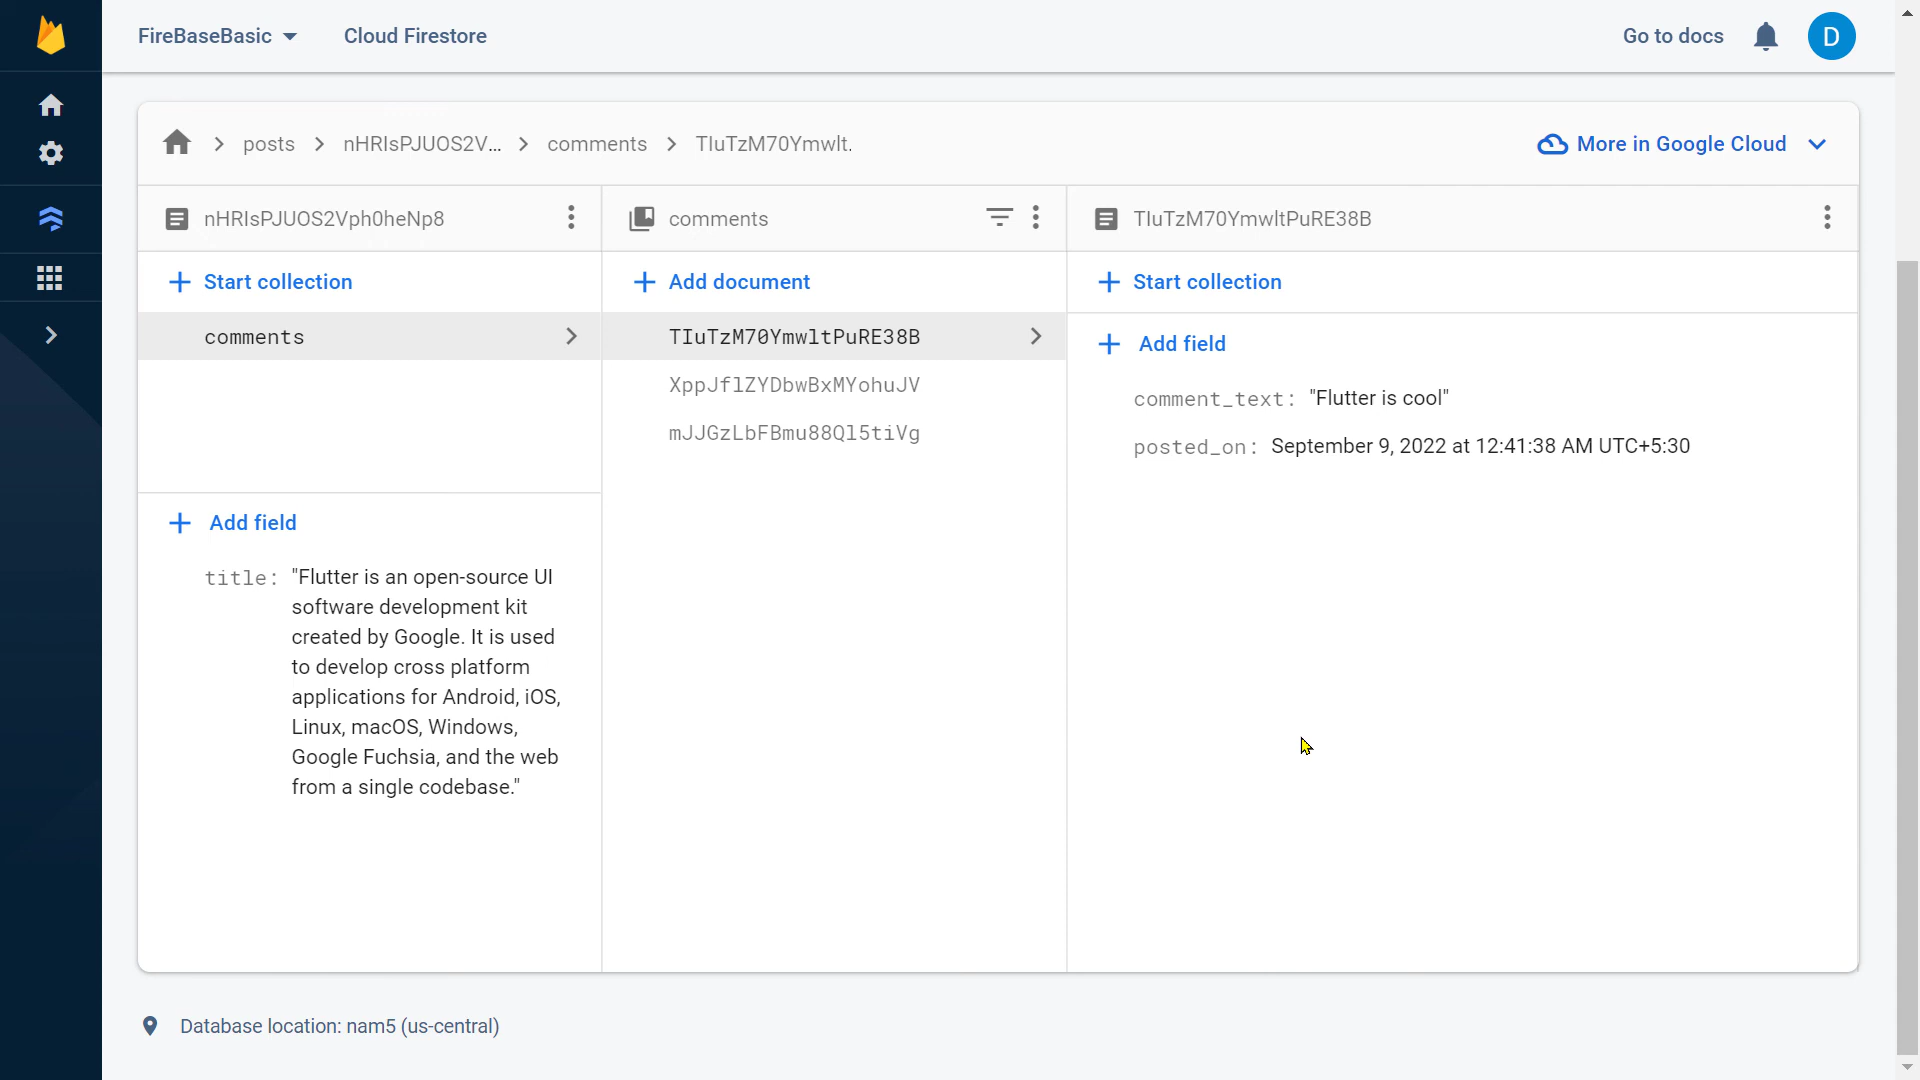 FireBaseBasic
Cloud Firestore
Go to docs
D
posts
nHRIsPJUOS2V...
comments
TIuTzM70Ymwlt.
More in Google Cloud
nHRIsPJUOS2Vph0heNp8
comments
TIuTzM70YmwltPuRE38B
Start collection
Add document
Start collection
comments
TIuTzM70YmwltPuRE38B
XppJflZYDbwBxMYohuJV
mJJGzLbFBmu88Ql5tiVg
Add field
comment_text: "Flutter is cool"
posted_on: September 9, 2022 at 12:41:38 AM UTC+5:30
Add field
title: "Flutter is an open-source UI
software development kit
created by Google. It is used
to develop cross platform
applications for Android, iOS,
Linux, macOS, Windows,
Google Fuchsia, and the web
from a single codebase."
Database location: nam5 (us-central)